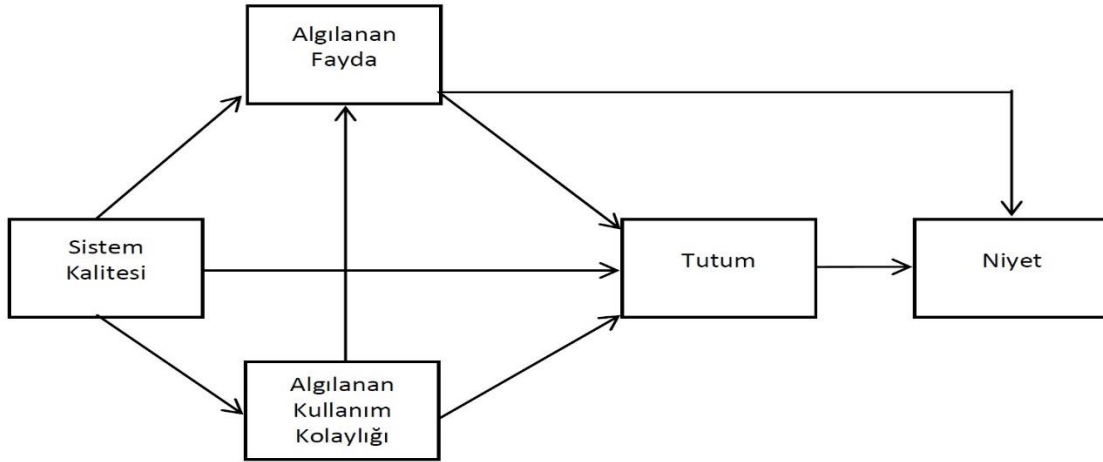 Algılanan
Fayda
Sistem
Kalitesi
Tutum
Niyet
Algılanan
Kullanım
Kolaylığı